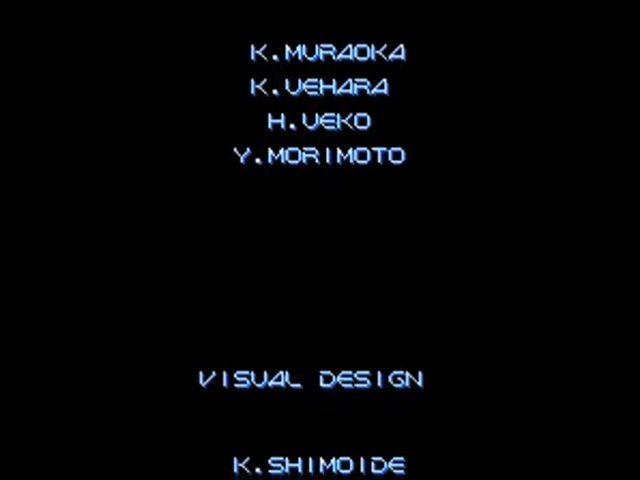 K.MURAOKA
K.UEHARA
H.UEKO
Y.MORIMOTO
VISUAL DESIGN
K.SHIMOIDE